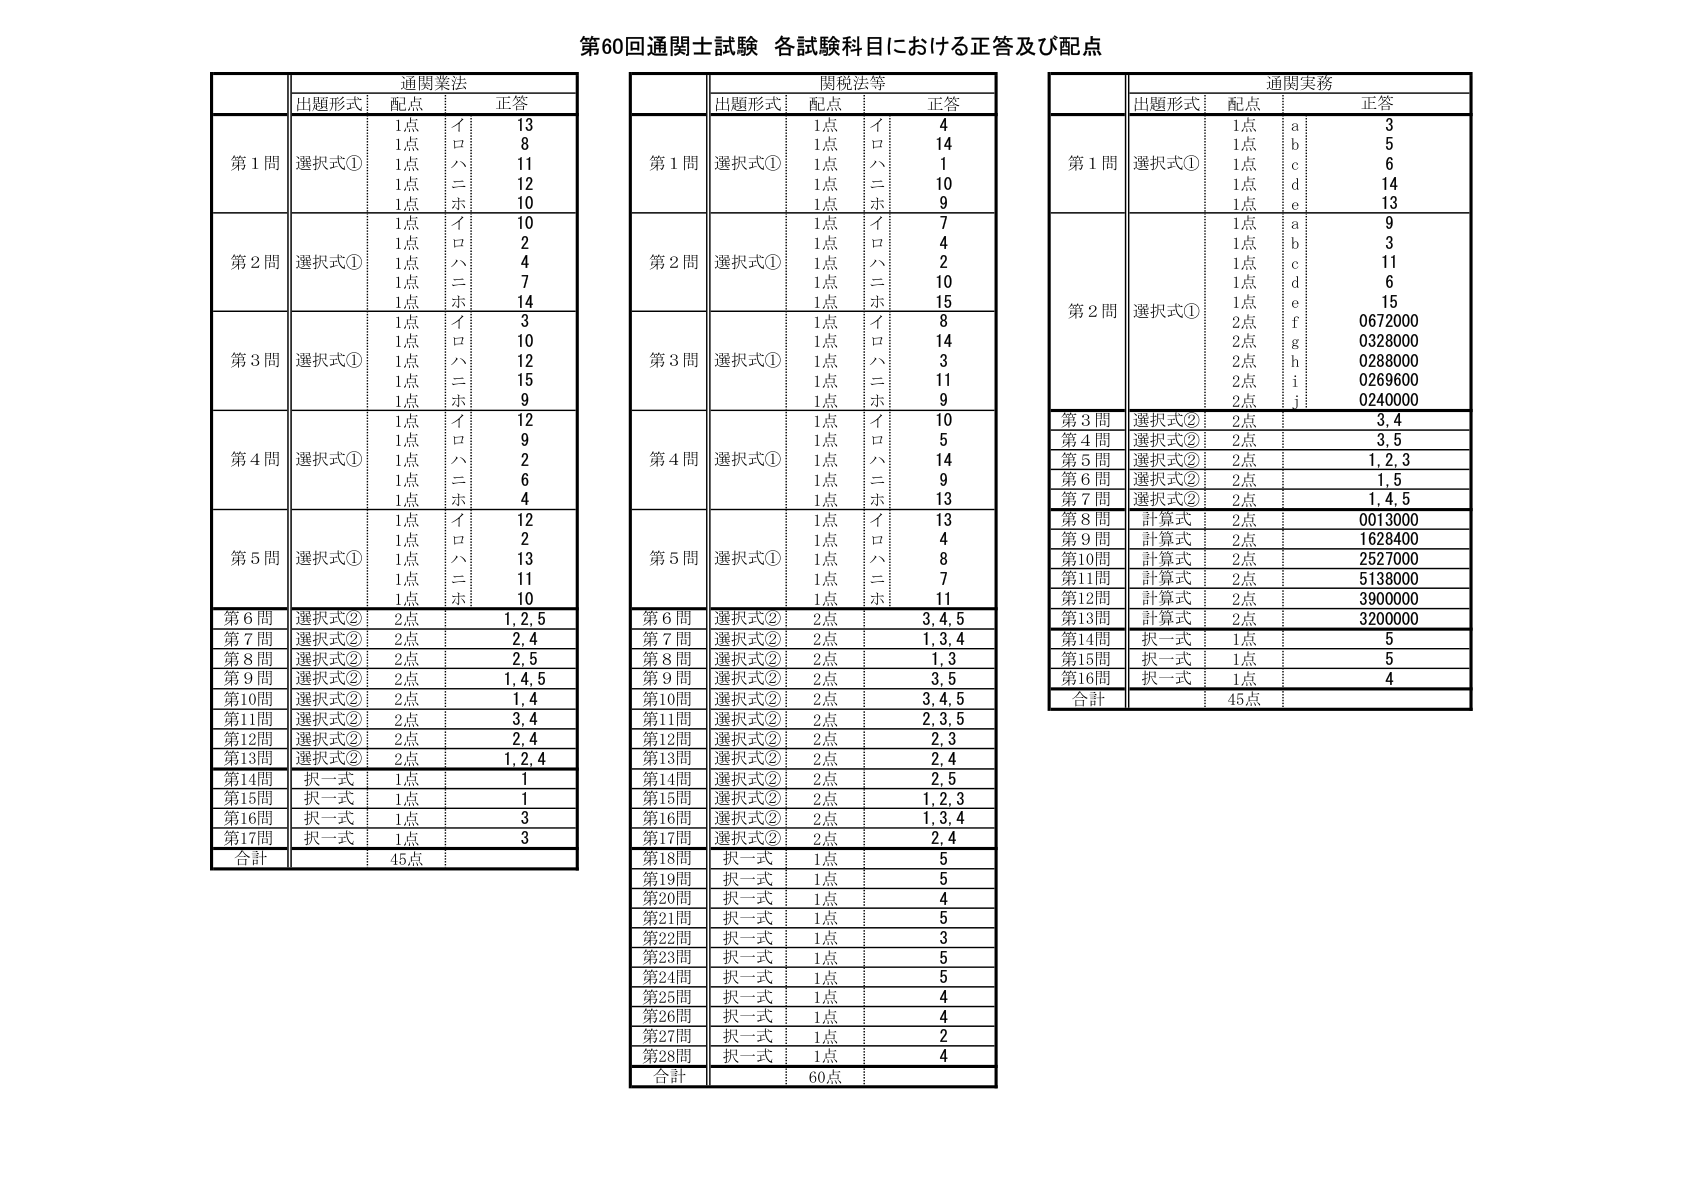 第60回通関士試験 各試験科目における正答及び配点
通関業法
出題形式 配点 正答
第１問 選択式①
1点 イ 13
1点 ロ 8
1点 ハ 11
1点 ニ 12
1点 ホ 10
第２問 選択式①
1点 イ 10
1点 ロ 2
1点 ハ 4
1点 ニ 7
1点 ホ 14
第３問 選択式①
1点 イ 3
1点 ロ 10
1点 ハ 12
1点 ニ 15
1点 ホ 9
第４問 選択式①
1点 イ 12
1点 ロ 9
1点 ハ 2
1点 ニ 6
1点 ホ 4
第５問 選択式①
1点 イ 12
1点 ロ 2
1点 ハ 13
1点 ニ 11
1点 ホ 10
第６問 選択式② 2点 1,2,5
第７問 選択式② 2点 2,4
第８問 選択式② 2点 2,5
第９問 選択式② 2点 1,4,5
第10問 選択式② 2点 1,4
第11問 選択式② 2点 3,4
第12問 選択式② 2点 2,4
第13問 選択式② 2点 1,2,4
第14問 択一式 1点 1
第15問 択一式 1点 1
第16問 択一式 1点 3
第17問 択一式 1点 3
合計 45点
関税法等
出題形式 配点 正答
第１問 選択式①
1点 イ 4
1点 ロ 14
1点 ハ 1
1点 ニ 10
1点 ホ 9
第２問 選択式①
1点 イ 7
1点 ロ 4
1点 ハ 2
1点 ニ 10
1点 ホ 15
第３問 選択式①
1点 イ 8
1点 ロ 14
1点 ハ 3
1点 ニ 11
1点 ホ 9
第４問 選択式①
1点 イ 10
1点 ロ 5
1点 ハ 14
1点 ニ 9
1点 ホ 13
第５問 選択式①
1点 イ 13
1点 ロ 4
1点 ハ 8
1点 ニ 7
1点 ホ 11
第６問 選択式② 2点 3,4,5
第７問 選択式② 2点 1,3,4
第８問 選択式② 2点 1,3
第９問 選択式② 2点 3,5
第10問 選択式② 2点 3,4,5
第11問 選択式② 2点 2,3,5
第12問 選択式② 2点 2,3
第13問 選択式② 2点 2,4
第14問 選択式② 2点 2,5
第15問 選択式② 2点 1,2,3
第16問 選択式② 2点 1,3,4
第17問 選択式② 2点 2,4
第18問 択一式 1点 5
第19問 択一式 1点 5
第20問 択一式 1点 4
第21問 択一式 1点 5
第22問 択一式 1点 3
第23問 択一式 1点 5
第24問 択一式 1点 5
第25問 択一式 1点 4
第26問 択一式 1点 4
第27問 択一式 1点 2
第28問 択一式 1点 4
合計 60点
通関実務
出題形式 配点 正答
第１問 選択式①
1点 a 3
1点 b 5
1点 c 6
1点 d 14
1点 e 13
第２問 選択式①
1点 a 9
1点 b 3
1点 c 11
1点 d 6
1点 e 15
2点 f 0672000
2点 g 0328000
2点 h 0288000
2点 i 0269600
2点 j 0240000
第３問 選択式② 2点 3,4
第４問 選択式② 2点 3,5
第５問 選択式② 2点 1,2,3
第６問 選択式② 2点 1,5
第７問 選択式② 2点 1,4,5
第８問 計算式 2点 0013000
第９問 計算式 2点 1628400
第10問 計算式 2点 2527000
第11問 計算式 2点 5138000
第12問 計算式 2点 3900000
第13問 計算式 2点 3200000
第14問 択一式 1点 5
第15問 択一式 1点 5
第16問 択一式 1点 4
合計 45点